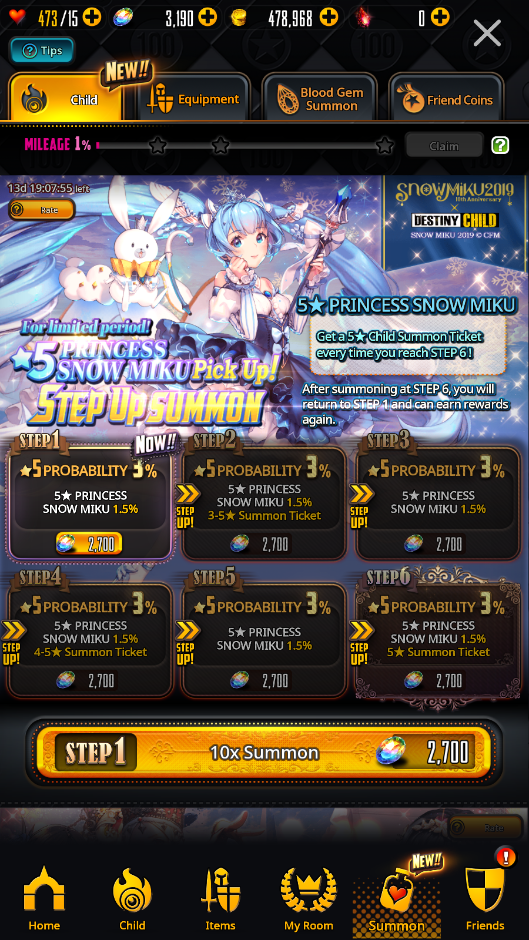 473/15
3,190
478,968
0
Tips
NEW!!
Child
Equipment
Blood Gem
Summon
Friend Coins
MILEAGE 1%
Claim
13d 19:07:55 left
Rate
SNOW MIKU 2019
10th Anniversary
DESTINY CHILD
SNOW MIKU 2019 © CFM
5★ PRINCESS SNOW MIKU
Get a 5★ Child Summon Ticket
every time you reach STEP 6 !
For limited period!
★5 PRINCESS
SNOW MIKU Pick Up!
STEP UP SUMMON
After summoning at STEP 6, you will
return to STEP 1 and can earn rewards
again.
STEP1
NOW!!
★5 PROBABILITY 3%
5★ PRINCESS
SNOW MIKU 1.5%
2,700
STEP2
★5 PROBABILITY 3%
5★ PRINCESS
SNOW MIKU 1.5%
3-5★ Summon Ticket
STEP UP!
2,700
STEP3
★5 PROBABILITY 3%
5★ PRINCESS
SNOW MIKU 1.5%
STEP UP!
2,700
STEP4
★5 PROBABILITY 3%
5★ PRINCESS
SNOW MIKU 1.5%
4-5★ Summon Ticket
STEP UP!
2,700
STEP5
★5 PROBABILITY 3%
5★ PRINCESS
SNOW MIKU 1.5%
STEP UP!
2,700
STEP6
★5 PROBABILITY 3%
5★ PRINCESS
SNOW MIKU 1.5%
5★ Summon Ticket
STEP UP!
2,700
STEP 1
10x Summon
2,700
Rate
NEW!!
Home
Child
Items
My Room
Summon
Friends